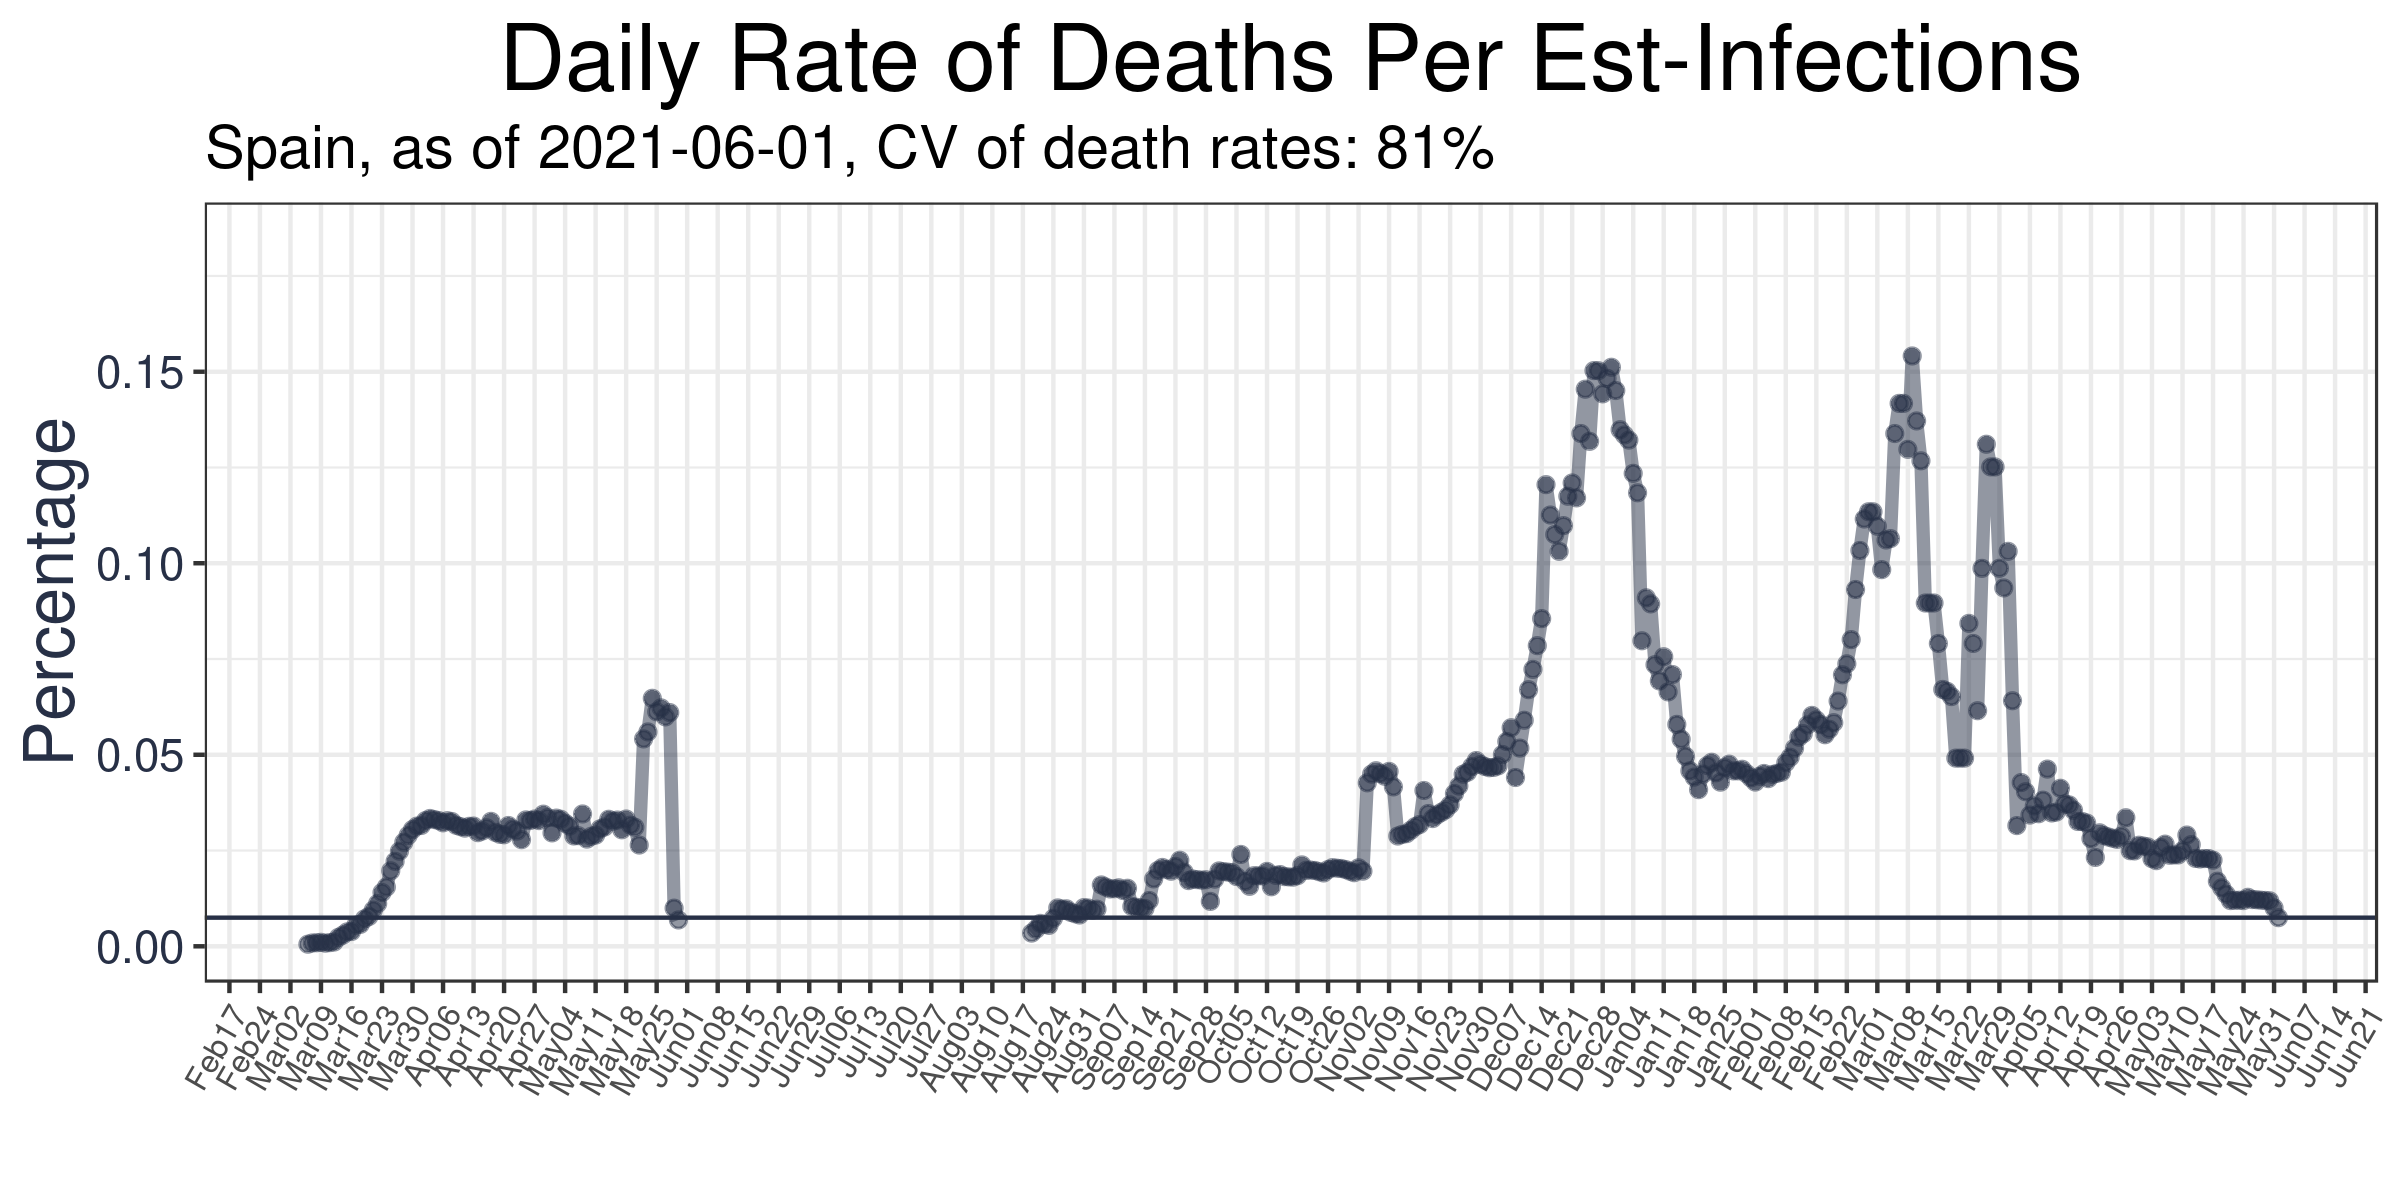 Daily Rate of Deaths Per Est-Infections
Spain, as of 2021-06-01, CV of death rates: 81%
Percentage
0.15
0.10
0.05
0.00
Feb17
Feb24
Mar02
Mar09
Mar16
Mar23
Mar30
Apr06
Apr13
Apr20
Apr27
May04
May11
May18
May25
Jun01
Jun08
Jun15
Jun22
Jun29
Jul06
Jul13
Jul20
Jul27
Aug03
Aug10
Aug17
Aug24
Aug31
Sep07
Sep14
Sep21
Sep28
Oct05
Oct12
Oct19
Oct26
Nov02
Nov09
Nov16
Nov23
Nov30
Dec07
Dec14
Dec21
Dec28
Jan04
Jan11
Jan18
Jan25
Feb01
Feb08
Feb15
Feb22
Mar01
Mar08
Mar15
Mar22
Mar29
Apr05
Apr12
Apr19
Apr26
May03
May10
May17
May24
May31
Jun07
Jun14
Jun21